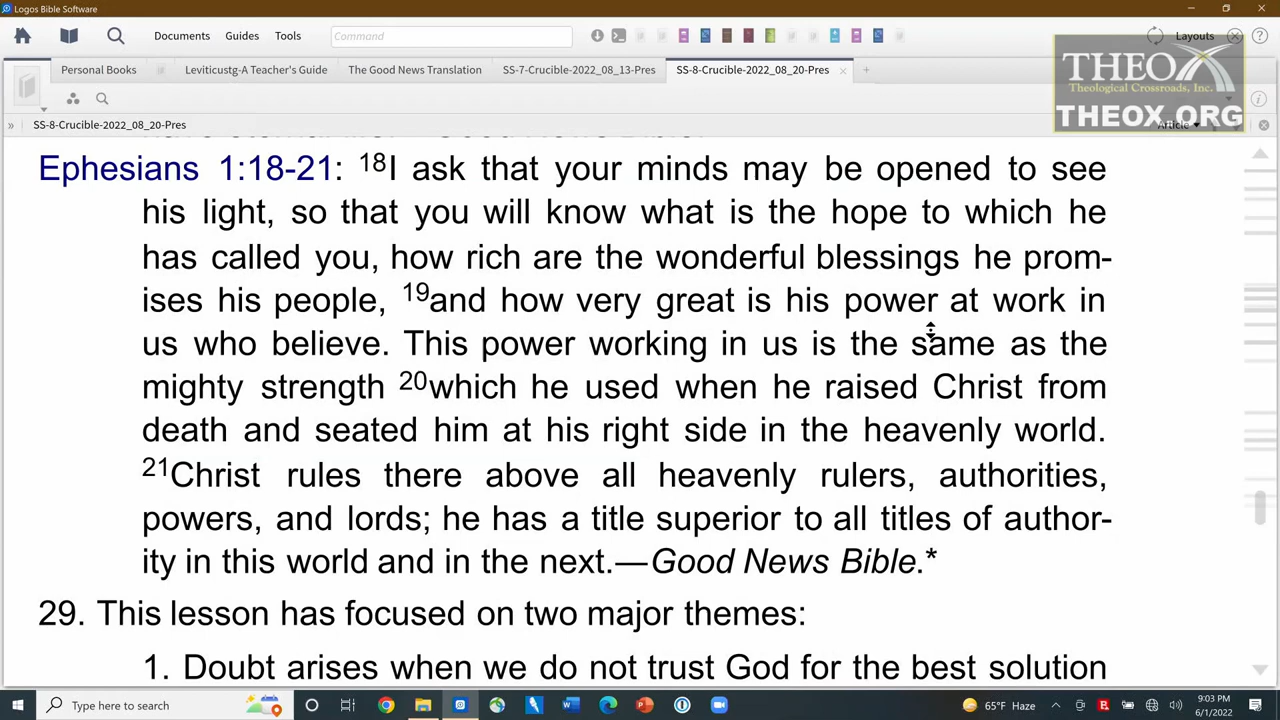 Logos Bible Software
Documents Guides Tools Command Layouts
Personal Books Leviticustg-A Teacher's Guide The Good News Translation SS-7-Crucible-2022_08_13-Pres SS-8-Crucible-2022_08_20-Pres
THEOX
Theological Crossroads, Inc.
THEOX.ORG
SS-8-Crucible-2022_08_20-Pres Article
Ephesians 1:18-21: 18I ask that your minds may be opened to see
his light, so that you will know what is the hope to which he
has called you, how rich are the wonderful blessings he prom-
ises his people, 19and how very great is his power at work in
us who believe. This power working in us is the same as the
mighty strength 20which he used when he raised Christ from
death and seated him at his right side in the heavenly world.
21Christ rules there above all heavenly rulers, authorities,
powers, and lords; he has a title superior to all titles of author-
ity in this world and in the next.—Good News Bible.*
29. This lesson has focused on two major themes:
1. Doubt arises when we do not trust God for the best solution
Type here to search 65°F Haze 9:03 PM
6/1/2022